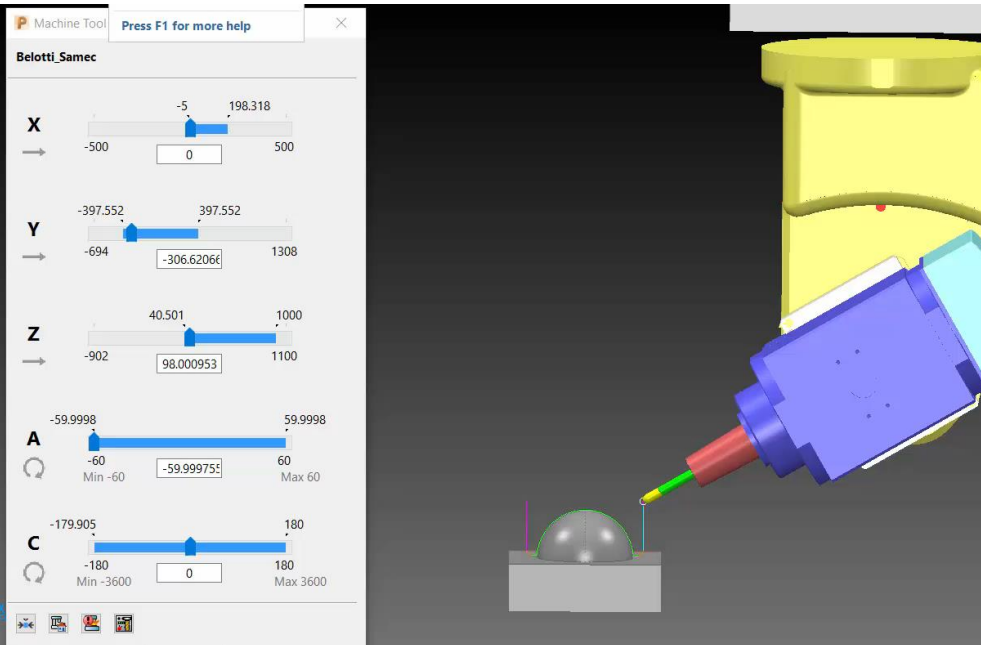 P Machine Tool
Press F1 for more help
Belotti_Samec
-5 198.318
X
-500 0 500
-397.552 397.552
Y
-694 -306.62066 1308
40.501 1000
Z
-902 98.000953 1100
-59.9998 59.9998
A
-60 -59.999755 60
Min -60 Max 60
-179.905 180
C
-180 0 180
Min -3600 Max 3600